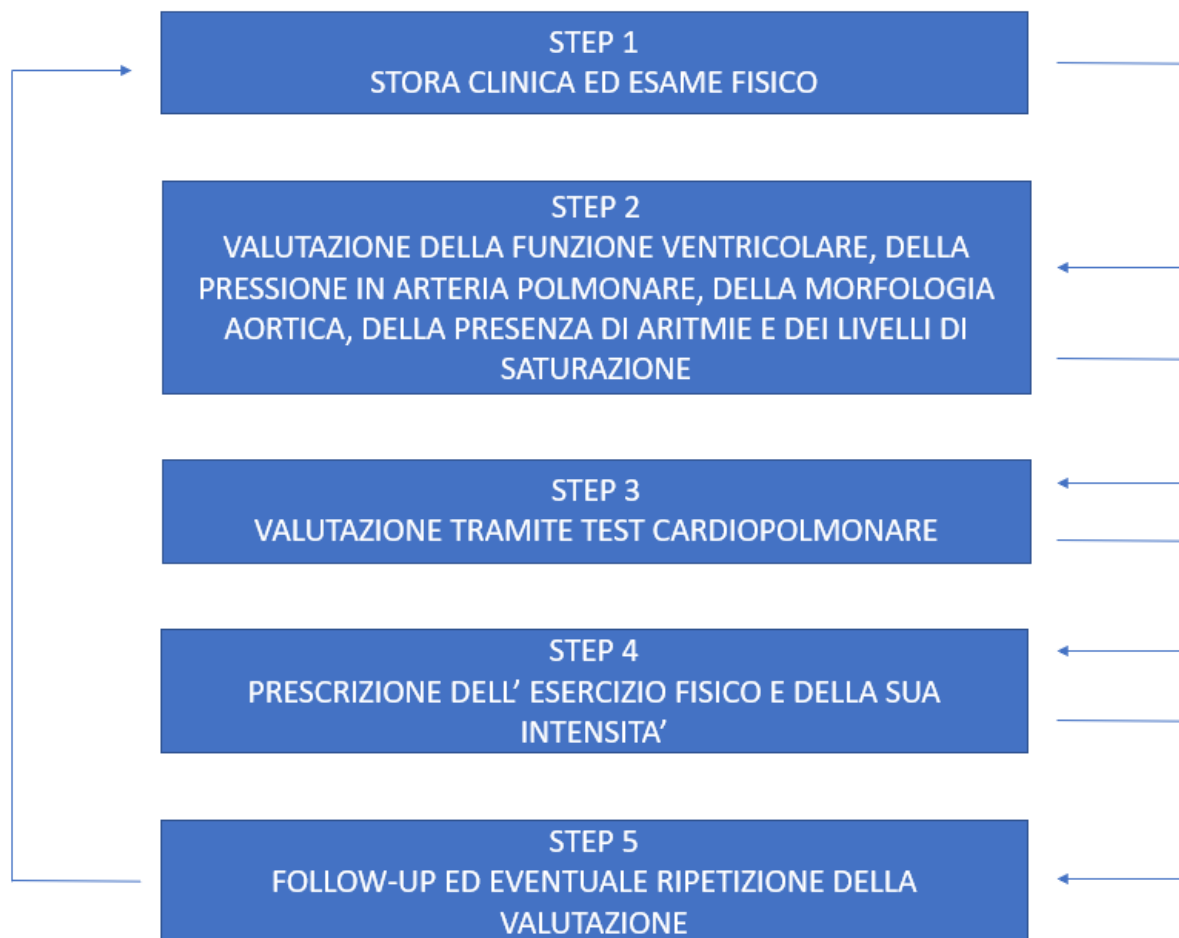 STEP 1
STORA CLINICA ED ESAME FISICO
STEP 2
VALUTAZIONE DELLA FUNZIONE VENTRICOLARE, DELLA
PRESSIONE IN ARTERIA POLMONARE, DELLA MORFOLOGIA
AORTICA, DELLA PRESENZA DI ARITMIE E DEI LIVELLI DI
SATURAZIONE
STEP 3
VALUTAZIONE TRAMITE TEST CARDIOPOLMONARE
STEP 4
PRESCRIZIONE DELL’ ESERCIZIO FISICO E DELLA SUA
INTENSITA’
STEP 5
FOLLOW-UP ED EVENTUALE RIPETIZIONE DELLA
VALUTAZIONE